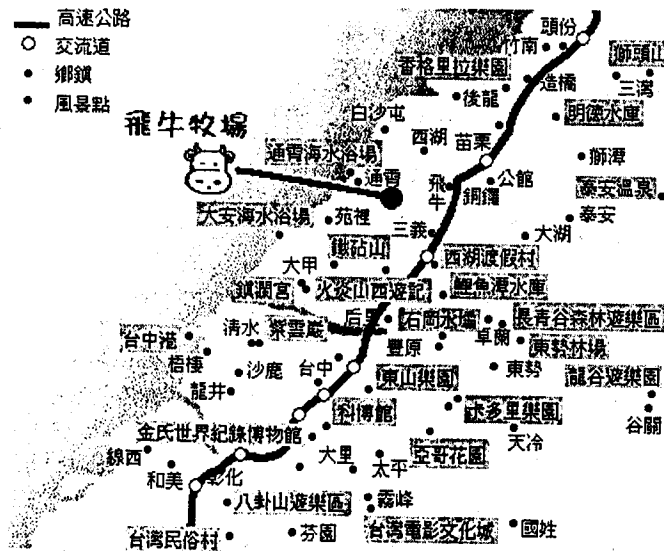 高速公路
交流道
鄉鎮
風景點
頭份
竹南
獅頭山
香格里拉樂園
造橋
三灣
後龍
明德水庫
白沙屯
飛牛牧場
苗栗
西湖
通霄海水浴場
獅潭
通霄
飛牛
公館
銅鑼
泰安溫泉
大安海水浴場
苑裡
泰安
三義
大湖
鐵砧山
西湖渡假村
大甲
鎮瀾宮
火炎山西遊記
鯉魚潭水庫
后里
石岡水壩
長青谷森林遊樂區
清水
紫雲巖
卓蘭
台中港
豐原
東勢林場
梧棲
沙鹿
台中
東勢
龍谷遊樂園
龍井
東山樂園
科博館
谷關
金氏世界紀錄博物館
天冷
亞哥花園
線西
大里
太平
和美
彰化
八卦山遊樂區
霧峰
台灣民俗村
芬園
台灣電影文化城
國姓